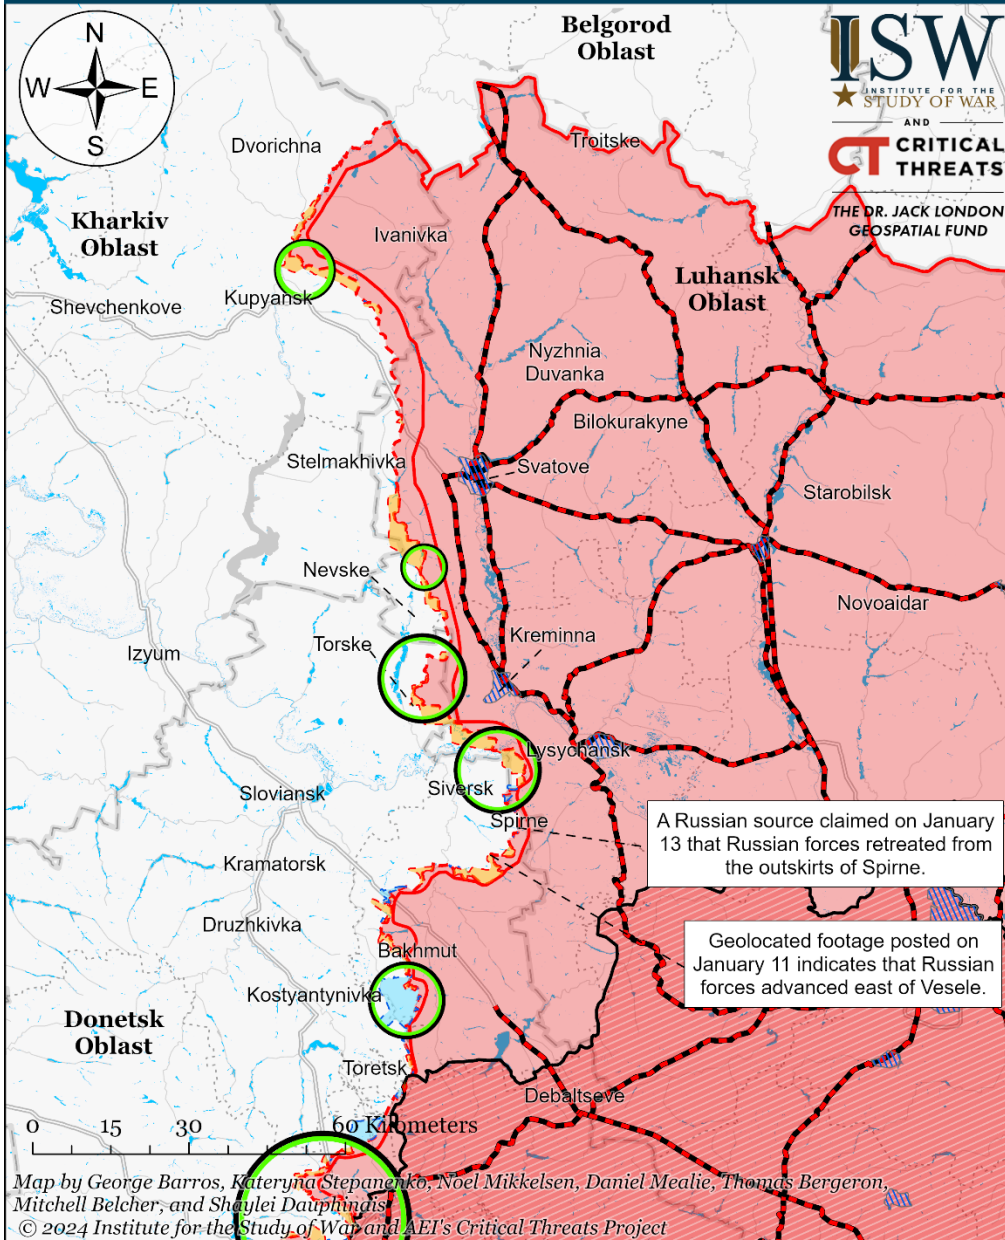 Belgorod
Oblast
N
W
E
S
ISW
INSTITUTE FOR THE
STUDY OF WAR
AND
CT CRITICAL
THREATS
THE DR. JACK LONDON
GEOSPATIAL FUND
Dvorichna
Troitske
Kharkiv
Oblast
Ivanivka
Luhansk
Oblast
Shevchenkove
Kupyansk
Nyzhnia
Duvanka
Bilokurakyne
Stelmakhivka
Svatove
Starobilsk
Nevske
Novoaidar
Torske
Kreminna
Izyum
Lysychansk
Siversk
Sloviansk
Spirne
A Russian source claimed on January
13 that Russian forces retreated from
the outskirts of Spirne.
Kramatorsk
Druzhkivka
Bakhmut
Geolocated footage posted on
January 11 indicates that Russian
forces advanced east of Vesele.
Kostyantynivka
Donetsk
Oblast
Toretsk
Debaltseve
0 15 30 60 Kilometers
Map by George Barros, Kateryna Stepanenko, Noel Mikkelsen, Daniel Mealie, Thomas Bergeron,
Mitchell Belcher, and Shaylei Dauphinais
© 2024 Institute for the Study of War and AEI's Critical Threats Project